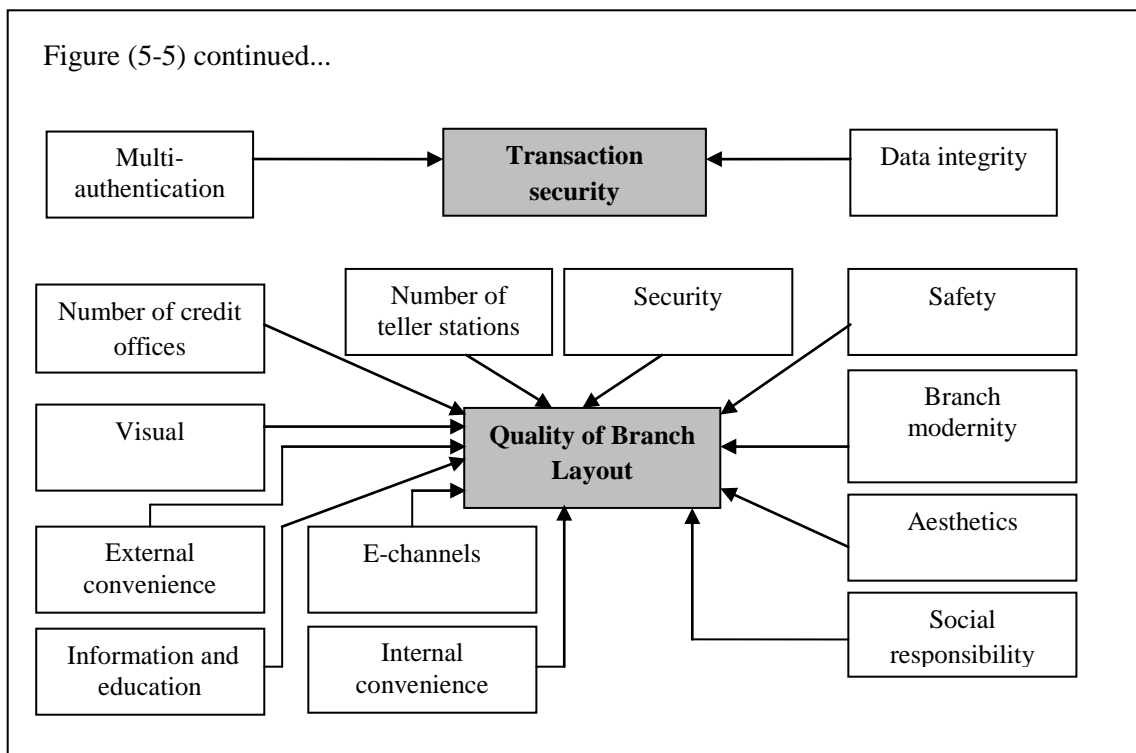 Figure (5-5) continued...
Multi-
authentication
Transaction
security
Data integrity
Number of credit
offices
Number of
teller stations
Security
Safety
Visual
Quality of Branch
Layout
Branch
modernity
External
convenience
E-channels
Aesthetics
Information and
education
Internal
convenience
Social
responsibility